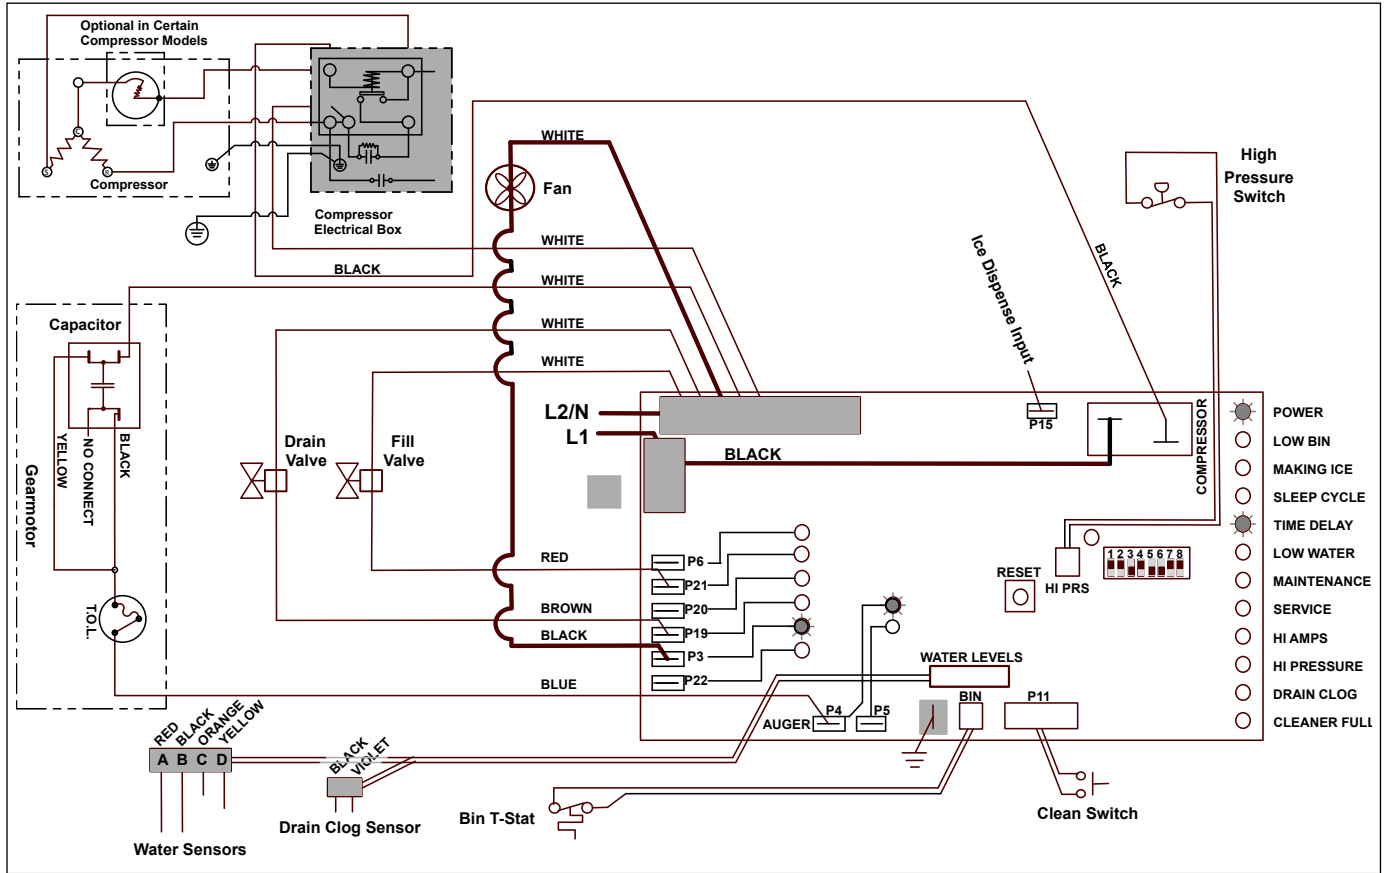 Optional in Certain
Compressor Models
C
S
R
Compressor
Compressor
Electrical Box
WHITE
Fan
WHITE
BLACK
WHITE
WHITE
WHITE
High
Pressure
Switch
BLACK
Ice Dispense Input
Capacitor
YELLOW
NO CONNECT
BLACK
Gearmotor
T.O.L.
Drain
Valve
Fill
Valve
L2/N
L1
BLACK
P15
COMPRESSOR
POWER
LOW BIN
MAKING ICE
SLEEP CYCLE
TIME DELAY
LOW WATER
MAINTENANCE
SERVICE
HI AMPS
HI PRESSURE
DRAIN CLOG
CLEANER FULL
1 2 3 4 5 6 7 8
RESET
HI PRS
RED
BROWN
BLACK
BLUE
P6
P21
P20
P19
P3
P22
WATER LEVELS
BIN
P11
AUGER
P4
P5
RED
BLACK
ORANGE
YELLOW
A B C D
Water Sensors
BLACK
VIOLET
Drain Clog Sensor
Bin T-Stat
Clean Switch